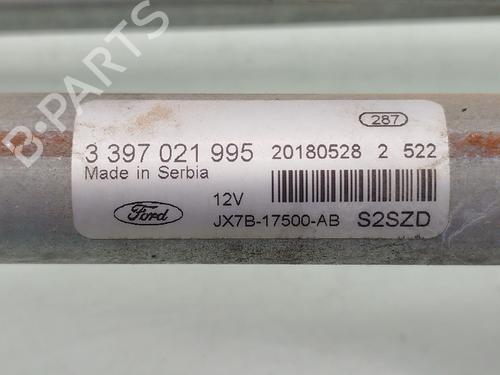 B-PARTS
287
3 397 021 995 20180528 2 522
Made in Serbia
12V
Ford JX7B-17500-AB S2SZD